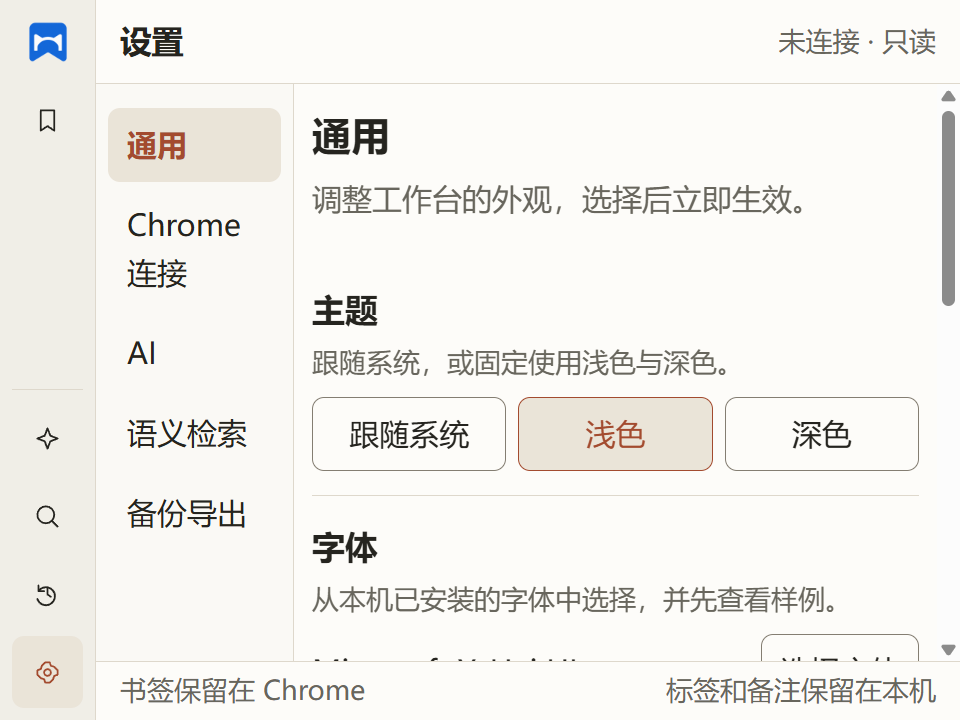 设置
未连接 · 只读
通用
Chrome
连接
AI
语义检索
备份导出
通用
调整工作台的外观，选择后立即生效。
主题
跟随系统，或固定使用浅色与深色。
跟随系统
浅色
深色
字体
从本机已安装的字体中选择，并先查看样例。
书签保留在 Chrome
标签和备注保留在本机